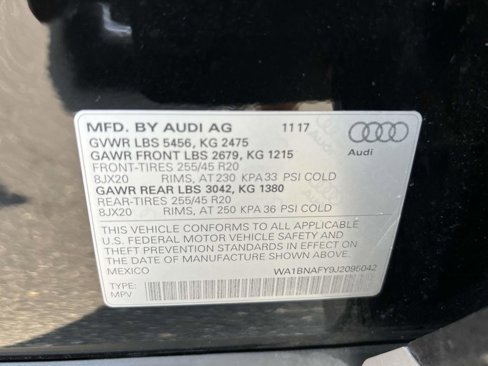 MFD. BY AUDI AG 11 17
GVWR LBS 5456, KG 2475
GAWR FRONT LBS 2679, KG 1215
FRONT-TIRES 255/45 R20
8JX20 RIMS, AT 230 KPA 33 PSI COLD
GAWR REAR LBS 3042, KG 1380
REAR-TIRES 255/45 R20
8JX20 RIMS, AT 250 KPA 36 PSI COLD
Audi
THIS VEHICLE CONFORMS TO ALL APPLICABLE
U.S. FEDERAL MOTOR VEHICLE SAFETY AND
THEFT PREVENTION STANDARDS IN EFFECT ON
THE DATE OF MANUFACTURE SHOWN ABOVE.
MEXICO WA1BNAFY9J2096042
TYPE:
MPV